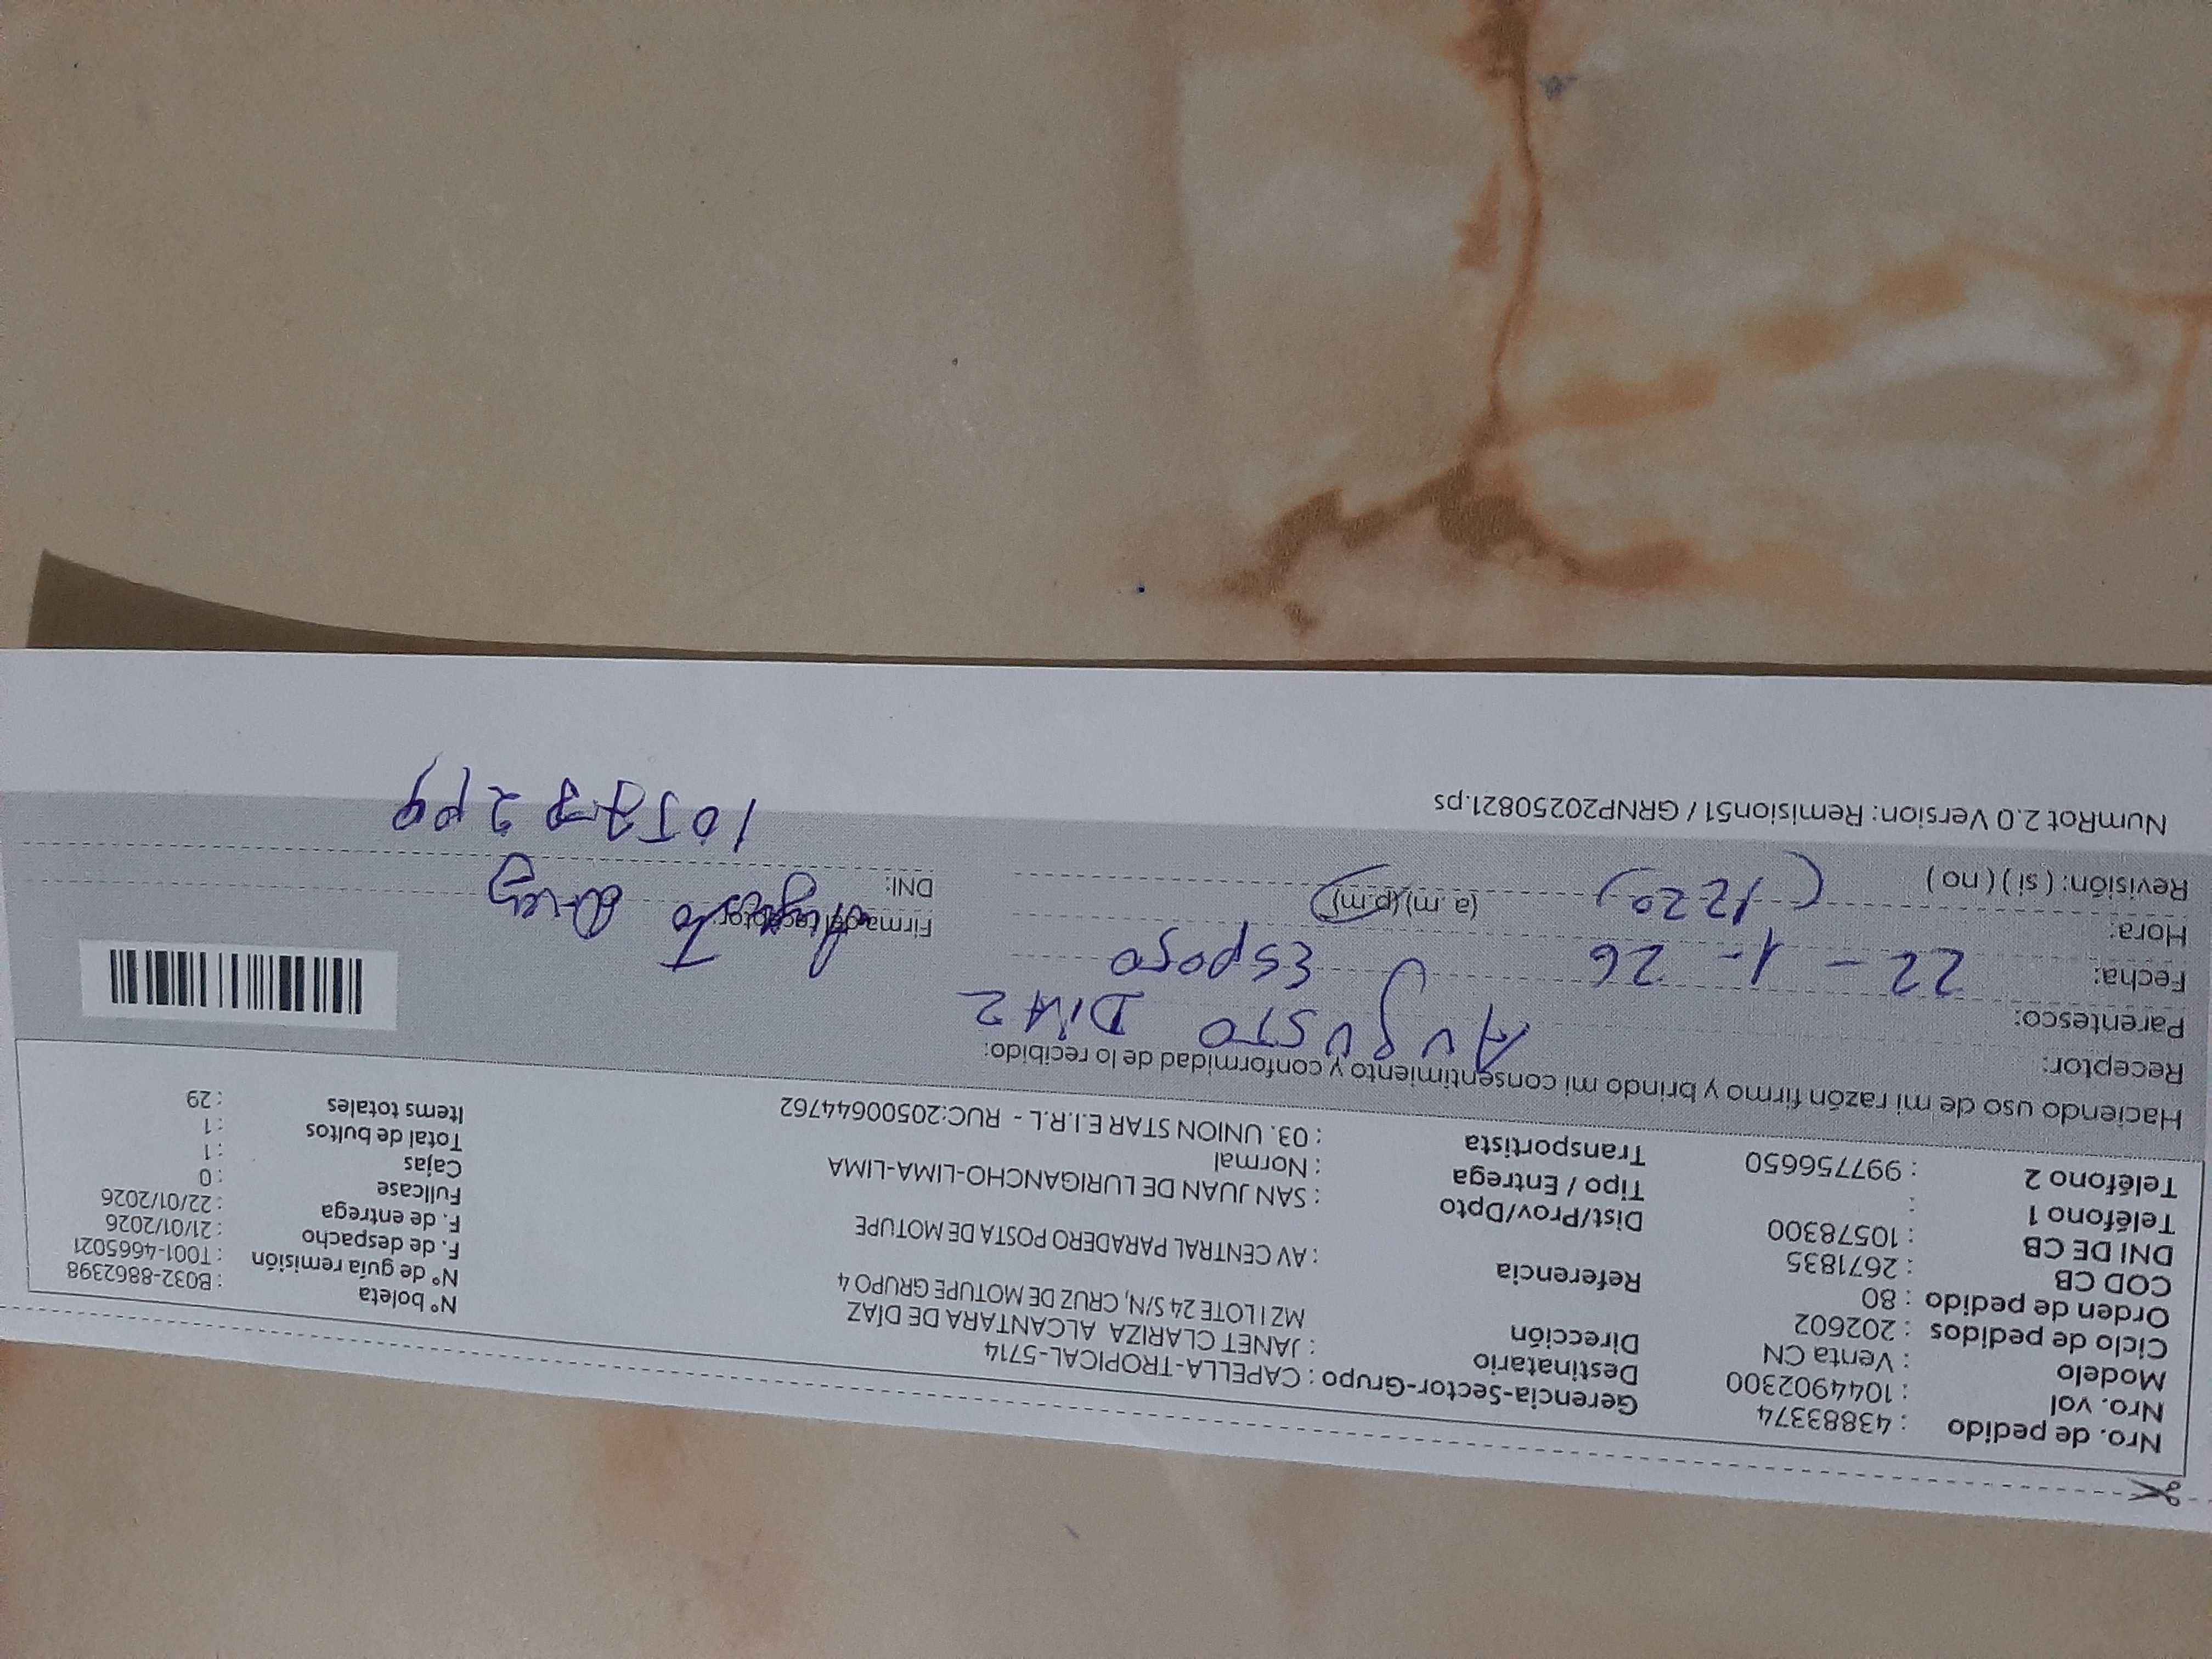 Nro. de pedido : 43883374
Nro. vol : 1044902300
Modelo : Venta CN
Ciclo de pedidos : 202602
Orden de pedido : 80
COD CB : 2671835
DNI DE CB : 10578300
Teléfono 1 :
Teléfono 2 : 997756650
Gerencia-Sector-Grupo : CAPELLA-TROPICAL-5714
Destinatario : JANET CLARIZA ALCANTARA DE DÍAZ
Dirección MZ I LOTE 24 S/N, CRUZ DE MOTUPE GRUPO 4
Referencia : AV CENTRAL PARADERO POSTA DE MOTUPE
Dist/Prov/Dpto : SAN JUAN DE LURIGANCHO-LIMA-LIMA
Tipo / Entrega : Normal
Transportista : 03. UNION STAR E.I.R.L - RUC:20500644762
N° boleta : B032-8862398
N° de guía remisión : T001-4665021
F. de despacho : 21/01/2026
F. de entrega : 22/01/2026
Fullcase : 0
Cajas : 1
Total de bultos : 1
Items totales : 29
Haciendo uso de mi razón firmo y brindo mi consentimiento y conformidad de lo recibido:
Receptor: AUgUSTO DIAZ
Parentesco: Esposo
Fecha: 22 - 1 - 26
Hora: (1220) (a.m)(p.m)
Revisión: ( si ) ( no )
Firma del receptor: Augusto
DNI:
NumRot 2.0 Version: Remision51 / GRNP20250821.ps